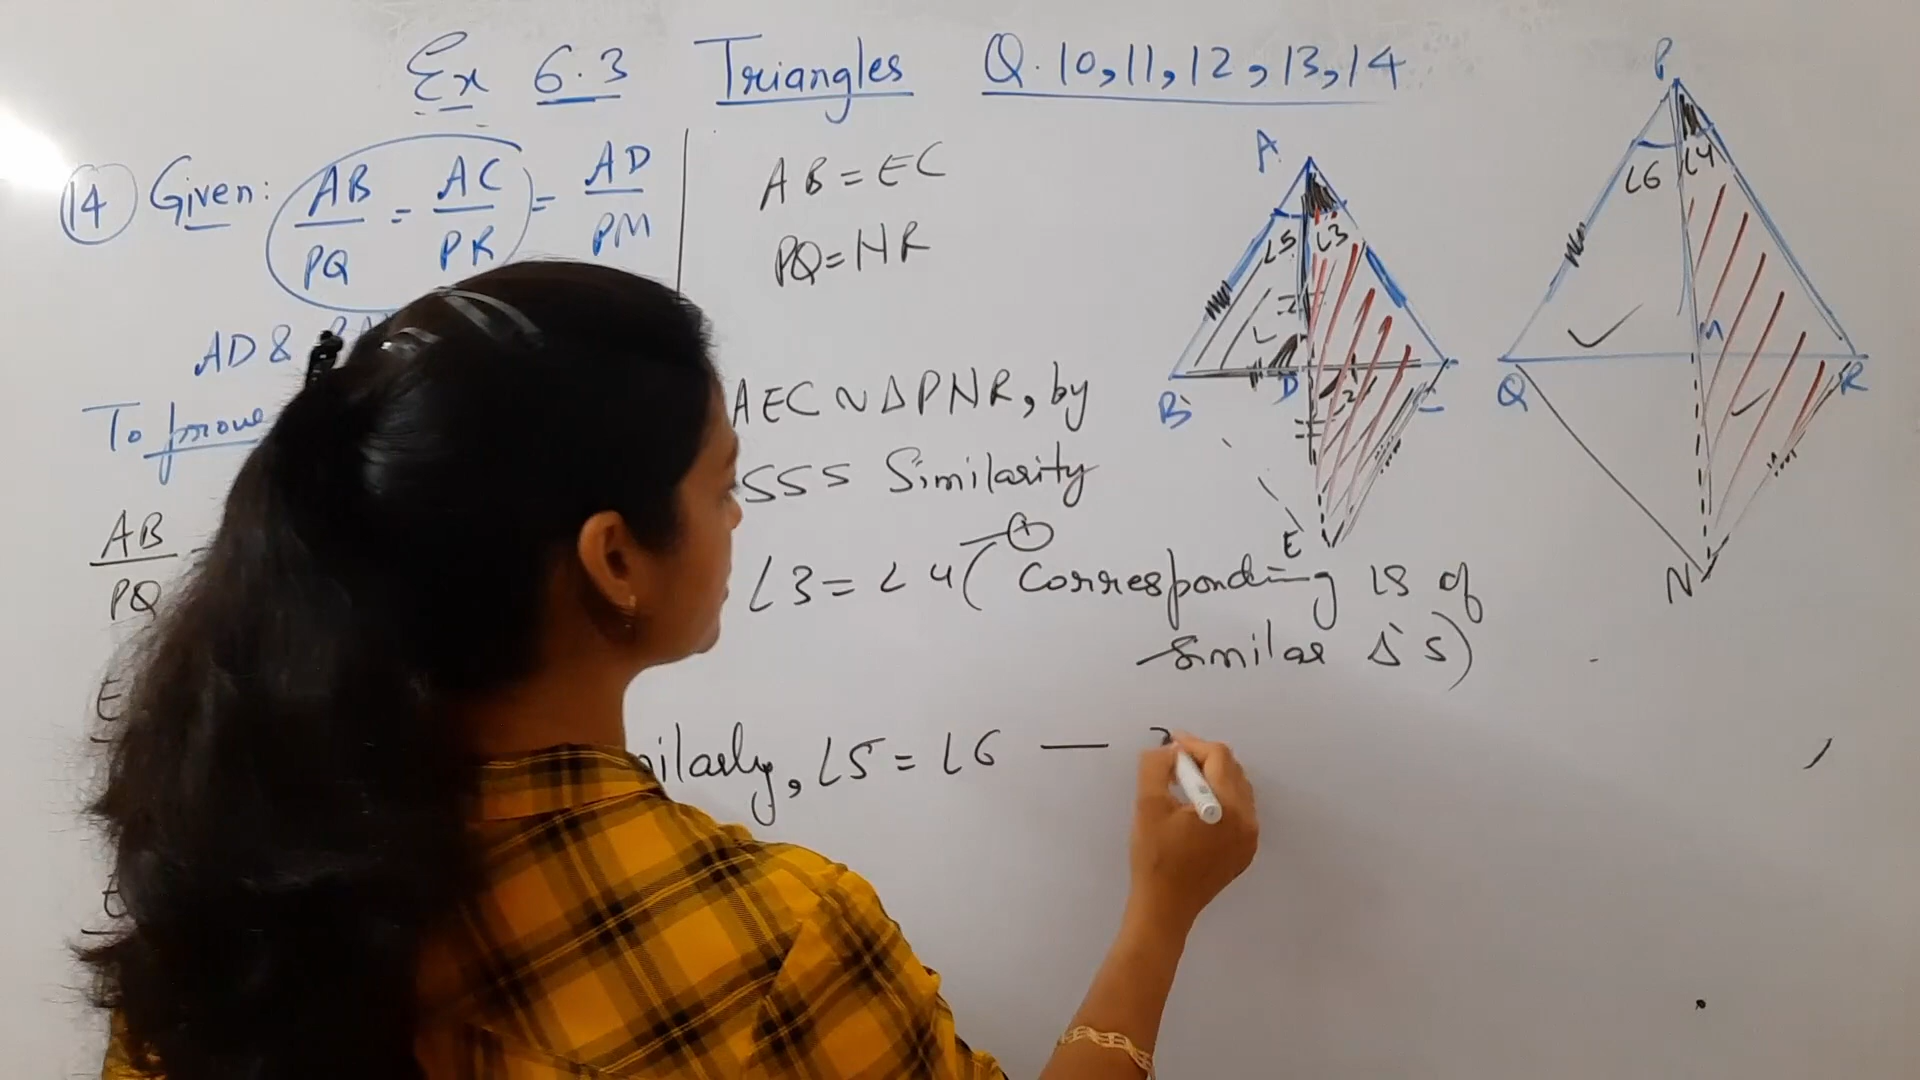 Ex 6.3 Triangles Q. 10,11,12,13,14
14 Given: AB/PQ = AC/PR = AD/PM
AD &
To prove
AB
PQ
E
AB = EC
PQ = NR
AEC ~ ΔPNR, by
SSS Similarity
∠3 = ∠4 (Corresponding ∠s of
similar Δ's)
ilarly, ∠5 = ∠6 —
A
∠5 ∠3
B D C
∠2
E
P
∠6 ∠4
M
Q R
N